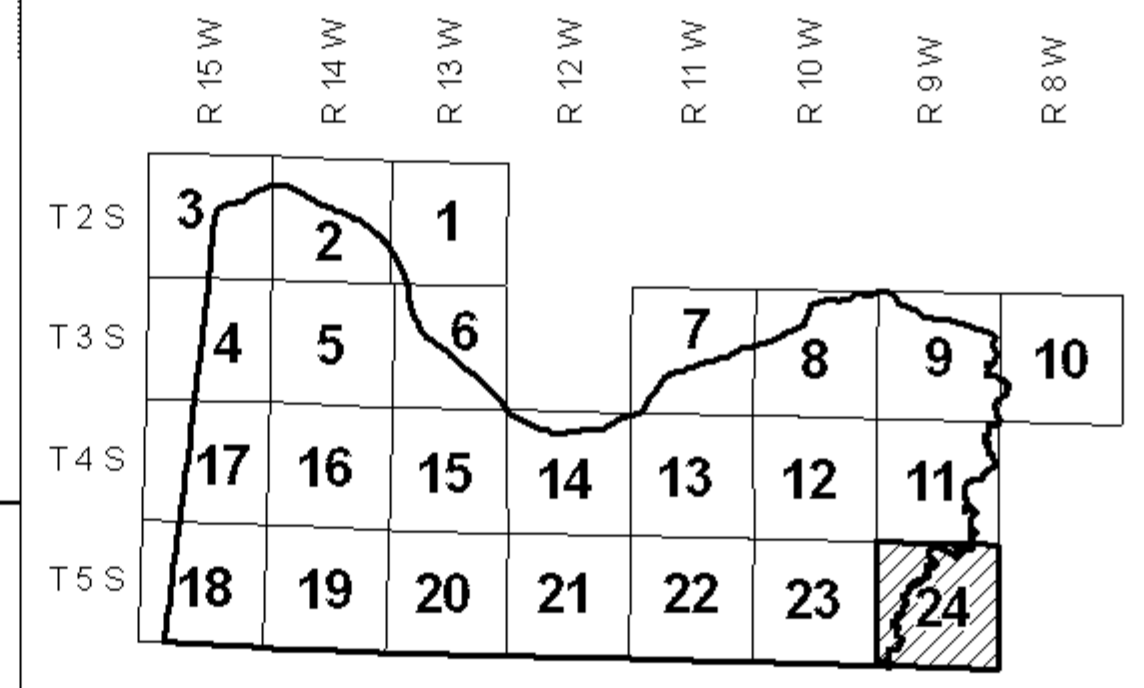 R 15 W R 14 W R 13 W R 12 W R 11 W R 10 W R 9 W R 8 W
T 2 S 3 2 1
T 3 S 4 5 6 7 8 9 10
T 4 S 17 16 15 14 13 12 11
T 5 S 18 19 20 21 22 23 24